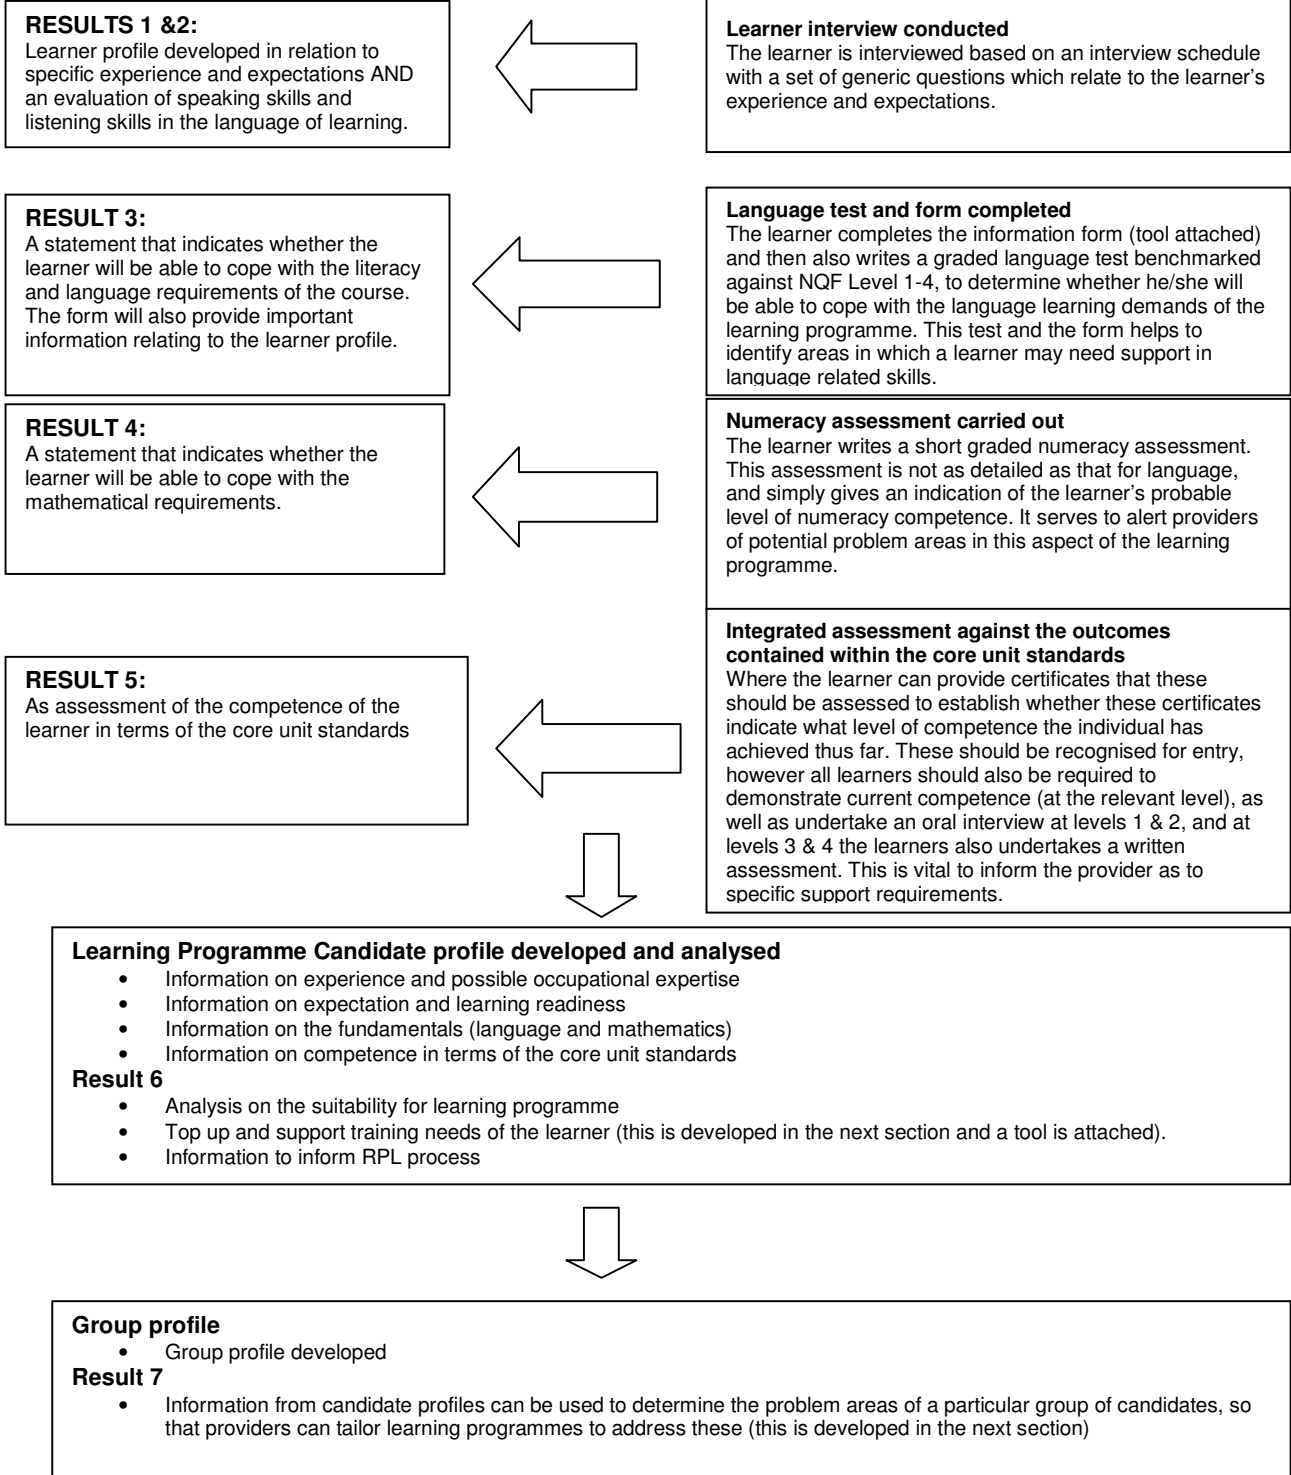 RESULTS 1 &2:
Learner profile developed in relation to
specific experience and expectations AND
an evaluation of speaking skills and
listening skills in the language of learning.
Learner interview conducted
The learner is interviewed based on an interview schedule
with a set of generic questions which relate to the learner's
experience and expectations.
RESULT 3:
A statement that indicates whether the
learner will be able to cope with the literacy
and language requirements of the course.
The form will also provide important
information relating to the learner profile.
Language test and form completed
The learner completes the information form (tool attached)
and then also writes a graded language test benchmarked
against NQF Level 1-4, to determine whether he/she will
be able to cope with the language learning demands of the
learning programme. This test and the form helps to
identify areas in which a learner may need support in
language related skills.
RESULT 4:
A statement that indicates whether the
learner will be able to cope with the
mathematical requirements.
Numeracy assessment carried out
The learner writes a short graded numeracy assessment.
This assessment is not as detailed as that for language,
and simply gives an indication of the learner's probable
level of numeracy competence. It serves to alert providers
of potential problem areas in this aspect of the learning
programme.
RESULT 5:
As assessment of the competence of the
learner in terms of the core unit standards
Integrated assessment against the outcomes
contained within the core unit standards
Where the learner can provide certificates that these
should be assessed to establish whether these certificates
indicate what level of competence the individual has
achieved thus far. These should be recognised for entry,
however all learners should also be required to
demonstrate current competence (at the relevant level), as
well as undertake an oral interview at levels 1 & 2, and at
levels 3 & 4 the learners also undertakes a written
assessment. This is vital to inform the provider as to
specific support requirements.
Learning Programme Candidate profile developed and analysed
• Information on experience and possible occupational expertise
• Information on expectation and learning readiness
• Information on the fundamentals (language and mathematics)
• Information on competence in terms of the core unit standards
Result 6
• Analysis on the suitability for learning programme
• Top up and support training needs of the learner (this is developed in the next section and a tool is attached).
• Information to inform RPL process
Group profile
• Group profile developed
Result 7
• Information from candidate profiles can be used to determine the problem areas of a particular group of candidates, so
that providers can tailor learning programmes to address these (this is developed in the next section)